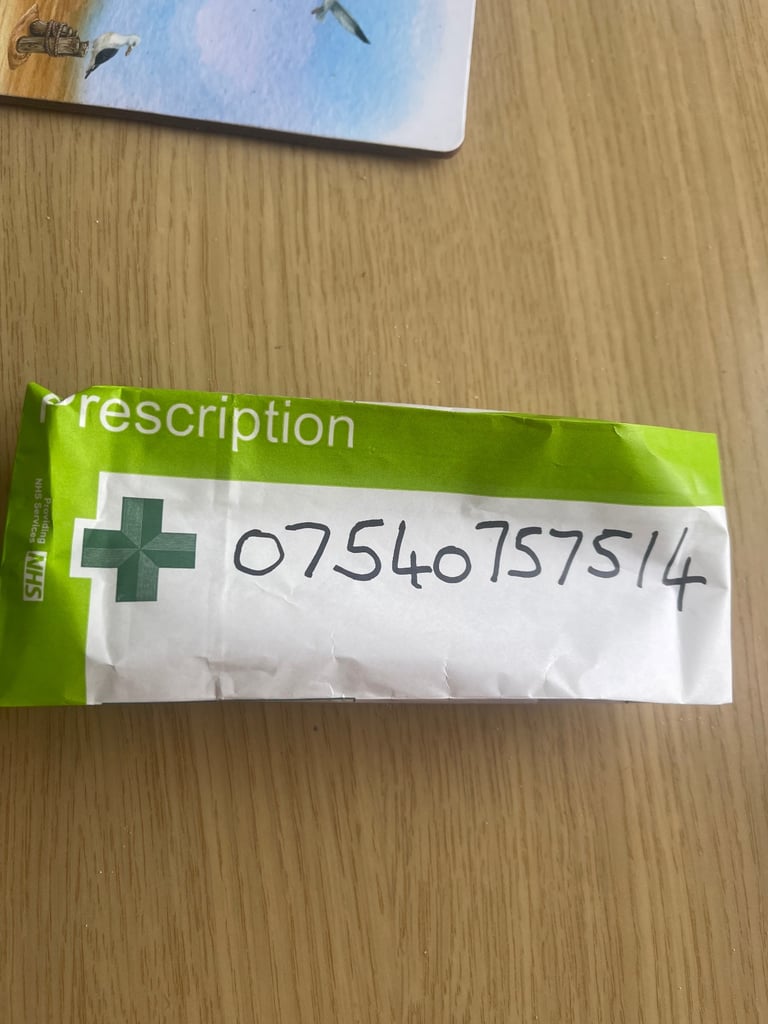 Prescription
Providing
NHS Services
NHS
07540757514